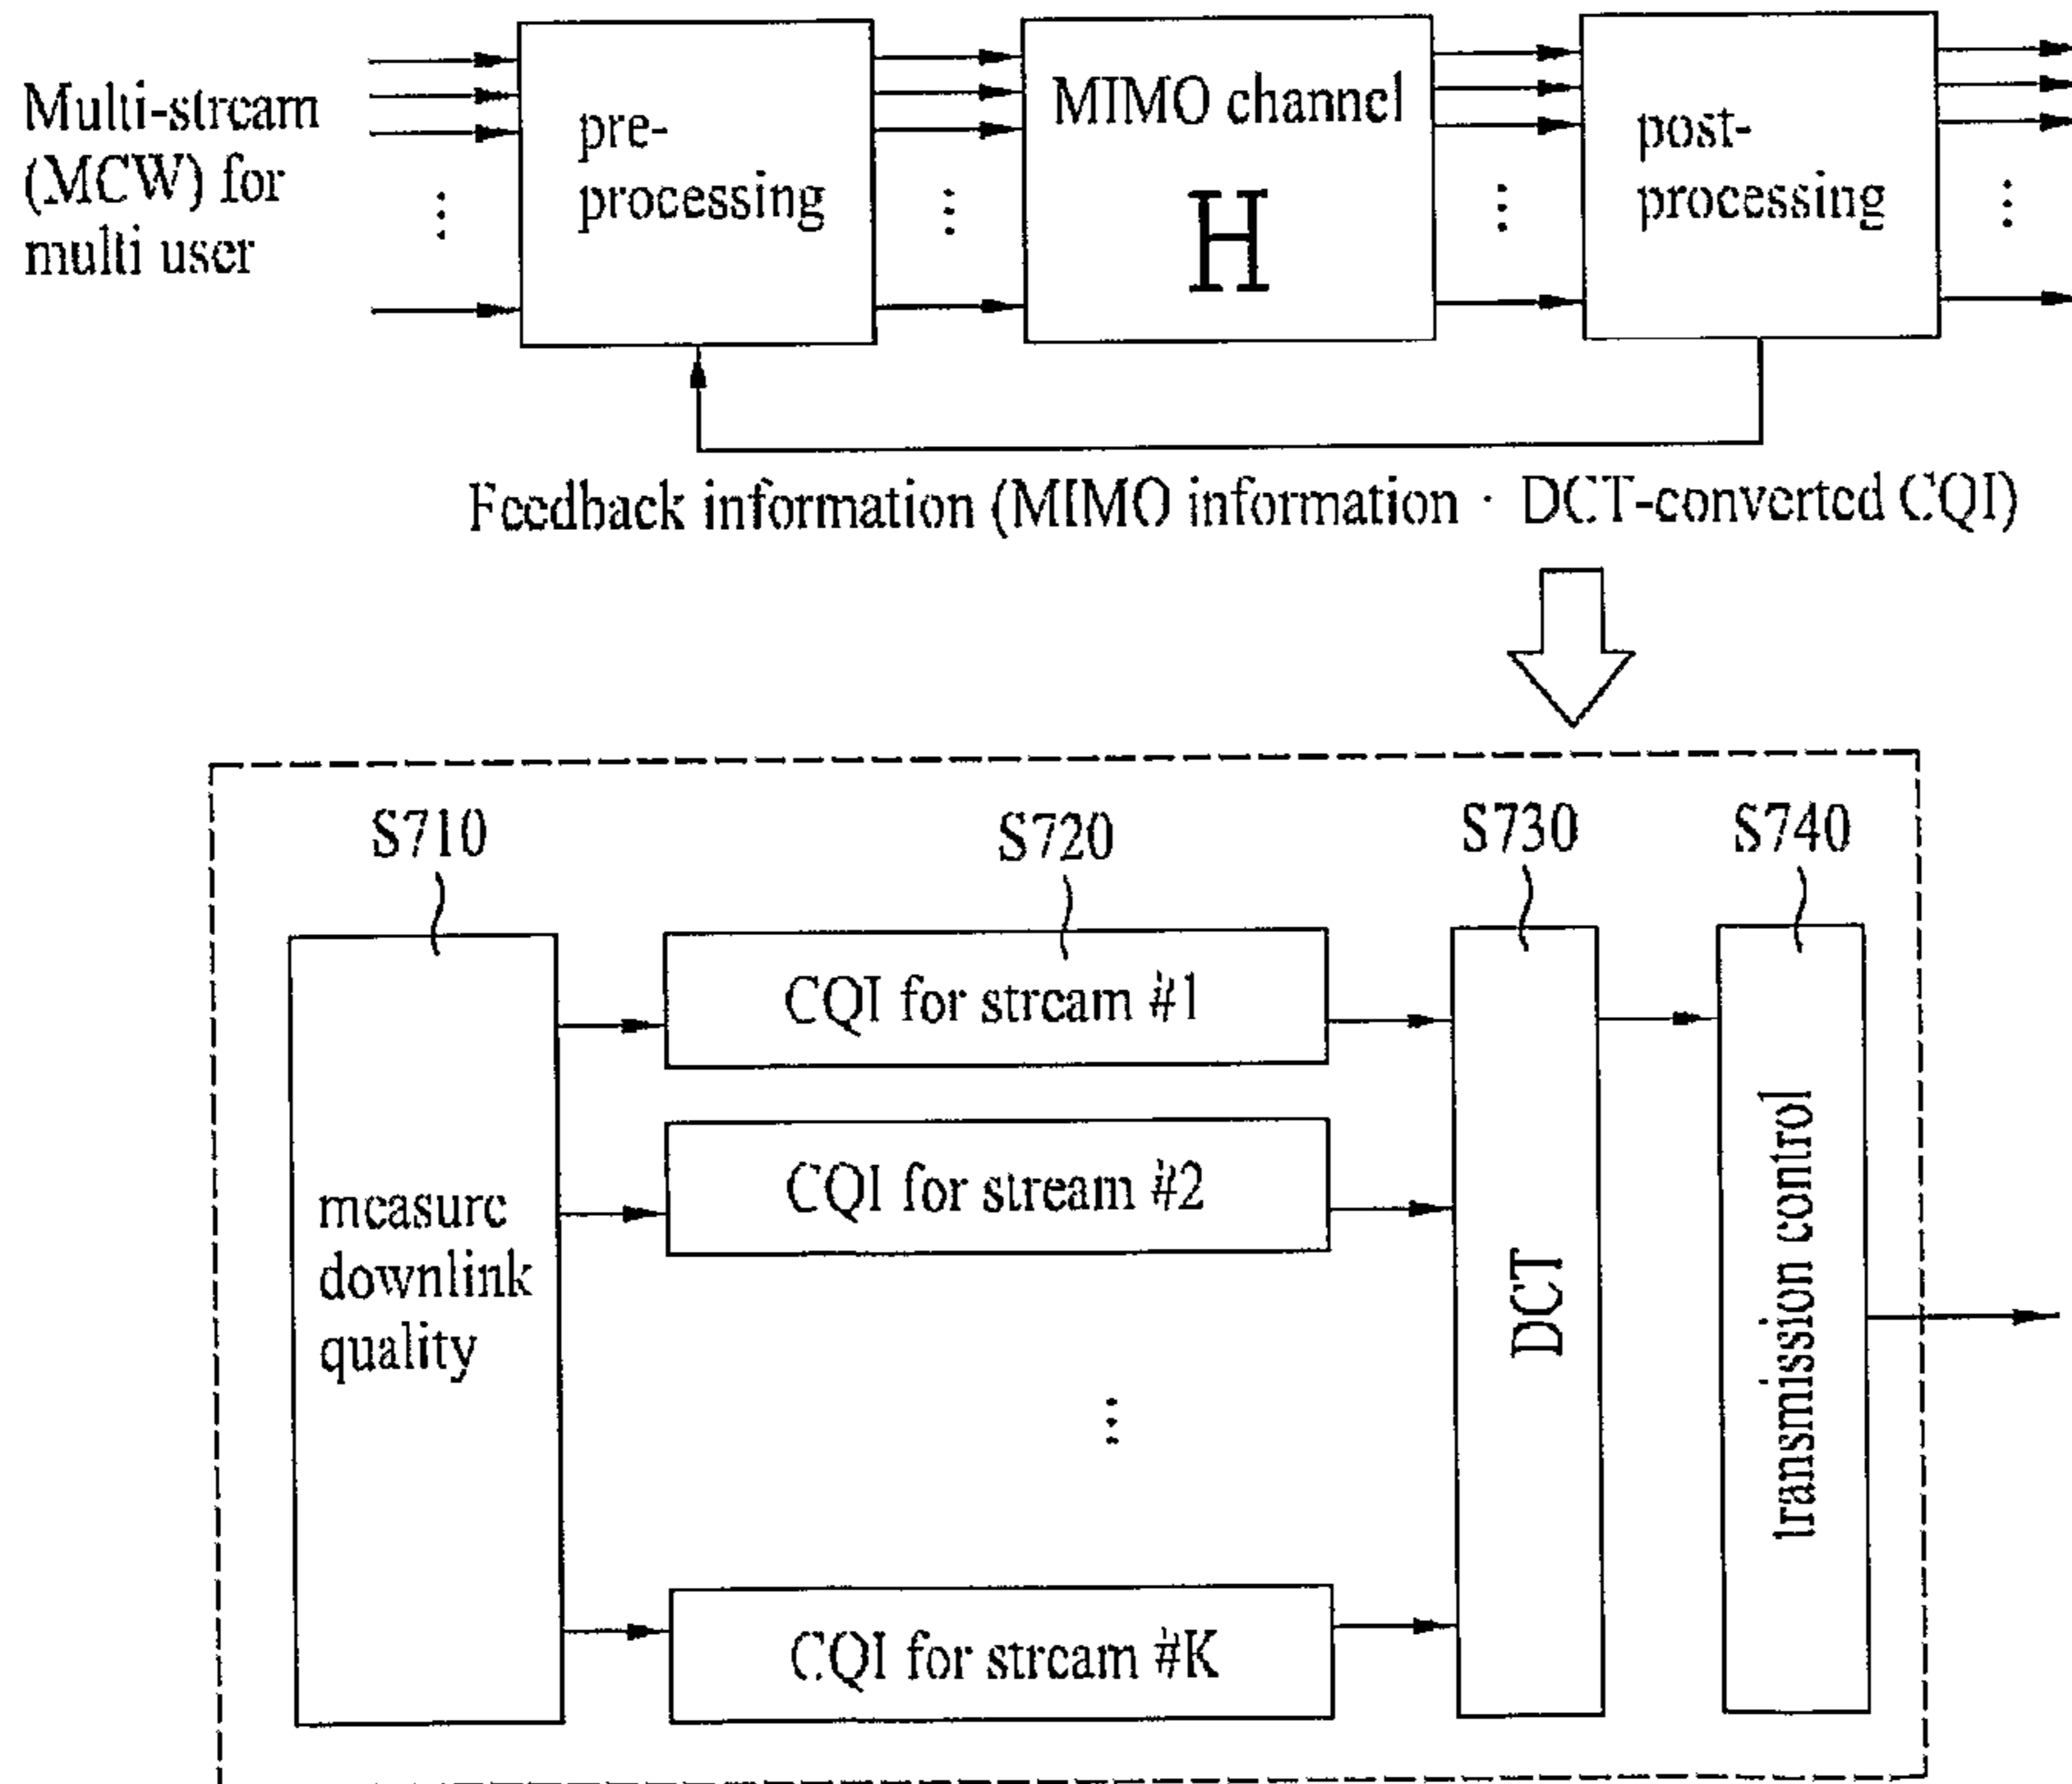 Multi-stream
(MCW) for
multi user
pre-
processing
MIMO channel
H
post-
processing
Feedback information (MIMO information · DCT-converted CQI)
S710
S720
S730
S740
measure
downlink
quality
CQI for stream #1
CQI for stream #2
CQI for stream #K
DCT
transmission control